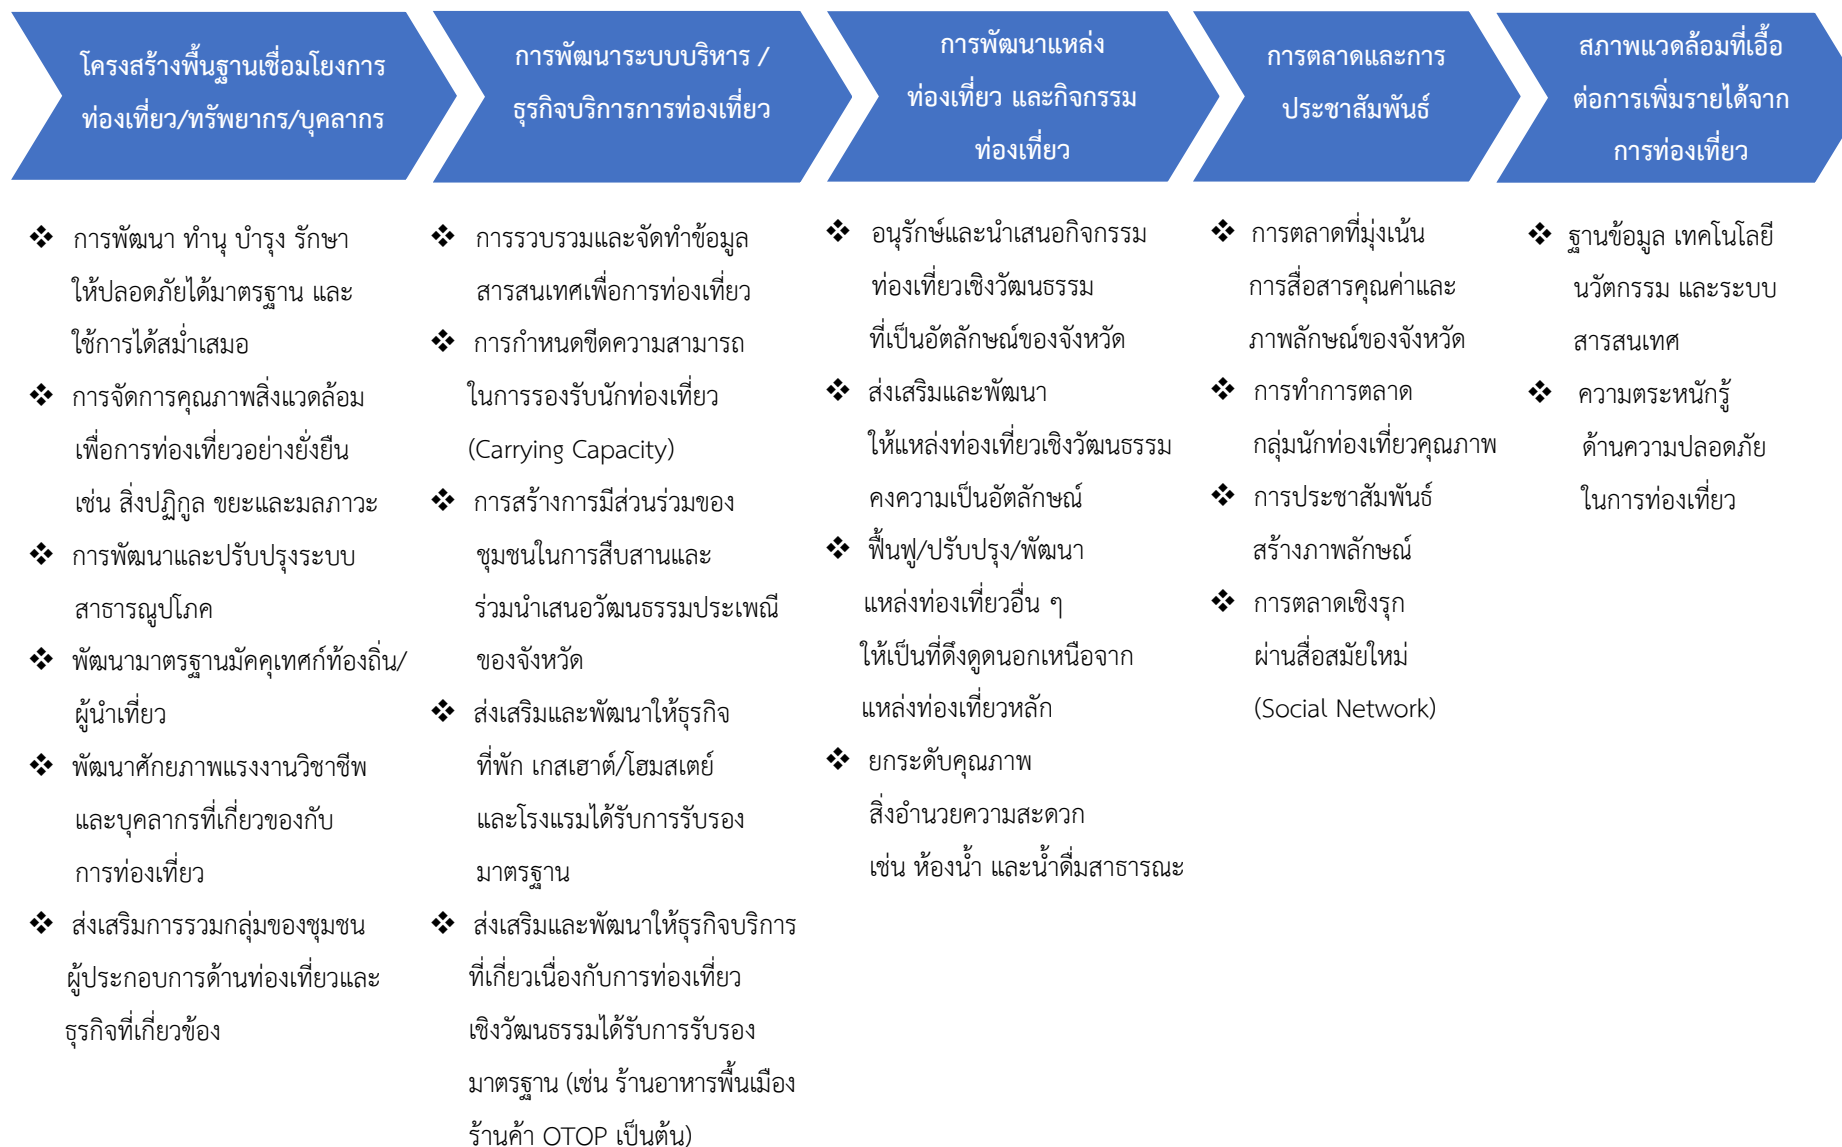 โครงสร้างพื้นฐานเชื่อมโยงการ
ท่องเที่ยว/ทรัพยากร/บุคลากร
การพัฒนาระบบบริหาร /
ธุรกิจบริการการท่องเที่ยว
การพัฒนาแหล่ง
ท่องเที่ยว และกิจกรรม
ท่องเที่ยว
การตลาดและการ
ประชาสัมพันธ์
สภาพแวดล้อมที่เอื้อ
ต่อการเพิ่มรายได้จาก
การท่องเที่ยว
❖ การพัฒนา ทำนุ บำรุง รักษา
ให้ปลอดภัยได้มาตรฐาน และ
ใช้การได้สม่ำเสมอ
❖ การจัดการคุณภาพสิ่งแวดล้อม
เพื่อการท่องเที่ยวอย่างยั่งยืน
เช่น สิ่งปฏิกูล ขยะและมลภาวะ
❖ การพัฒนาและปรับปรุงระบบ
สาธารณูปโภค
❖ พัฒนามาตรฐานมัคคุเทศก์ท้องถิ่น/
ผู้นำเที่ยว
❖ พัฒนาศักยภาพแรงงานวิชาชีพ
และบุคลากรที่เกี่ยวของกับ
การท่องเที่ยว
❖ ส่งเสริมการรวมกลุ่มของชุมชน
ผู้ประกอบการด้านท่องเที่ยวและ
ธุรกิจที่เกี่ยวข้อง
❖ การรวบรวมและจัดทำข้อมูล
สารสนเทศเพื่อการท่องเที่ยว
❖ การกำหนดขีดความสามารถ
ในการรองรับนักท่องเที่ยว
(Carrying Capacity)
❖ การสร้างการมีส่วนร่วมของ
ชุมชนในการสืบสานและ
ร่วมนำเสนอวัฒนธรรมประเพณี
ของจังหวัด
❖ ส่งเสริมและพัฒนาให้ธุรกิจ
ที่พัก เกสเฮาต์/โฮมสเตย์
และโรงแรมได้รับการรับรอง
มาตรฐาน
❖ ส่งเสริมและพัฒนาให้ธุรกิจบริการ
ที่เกี่ยวเนื่องกับการท่องเที่ยว
เชิงวัฒนธรรมได้รับการรับรอง
มาตรฐาน (เช่น ร้านอาหารพื้นเมือง
ร้านค้า OTOP เป็นต้น)
❖ อนุรักษ์และนำเสนอกิจกรรม
ท่องเที่ยวเชิงวัฒนธรรม
ที่เป็นอัตลักษณ์ของจังหวัด
❖ ส่งเสริมและพัฒนา
ให้แหล่งท่องเที่ยวเชิงวัฒนธรรม
คงความเป็นอัตลักษณ์
❖ ฟื้นฟู/ปรับปรุง/พัฒนา
แหล่งท่องเที่ยวอื่น ๆ
ให้เป็นที่ดึงดูดนอกเหนือจาก
แหล่งท่องเที่ยวหลัก
❖ ยกระดับคุณภาพ
สิ่งอำนวยความสะดวก
เช่น ห้องน้ำ และน้ำดื่มสาธารณะ
❖ การตลาดที่มุ่งเน้น
การสื่อสารคุณค่าและ
ภาพลักษณ์ของจังหวัด
❖ การทำการตลาด
กลุ่มนักท่องเที่ยวคุณภาพ
❖ การประชาสัมพันธ์
สร้างภาพลักษณ์
❖ การตลาดเชิงรุก
ผ่านสื่อสมัยใหม่
(Social Network)
❖ ฐานข้อมูล เทคโนโลยี
นวัตกรรม และระบบ
สารสนเทศ
❖ ความตระหนักรู้
ด้านความปลอดภัย
ในการท่องเที่ยว